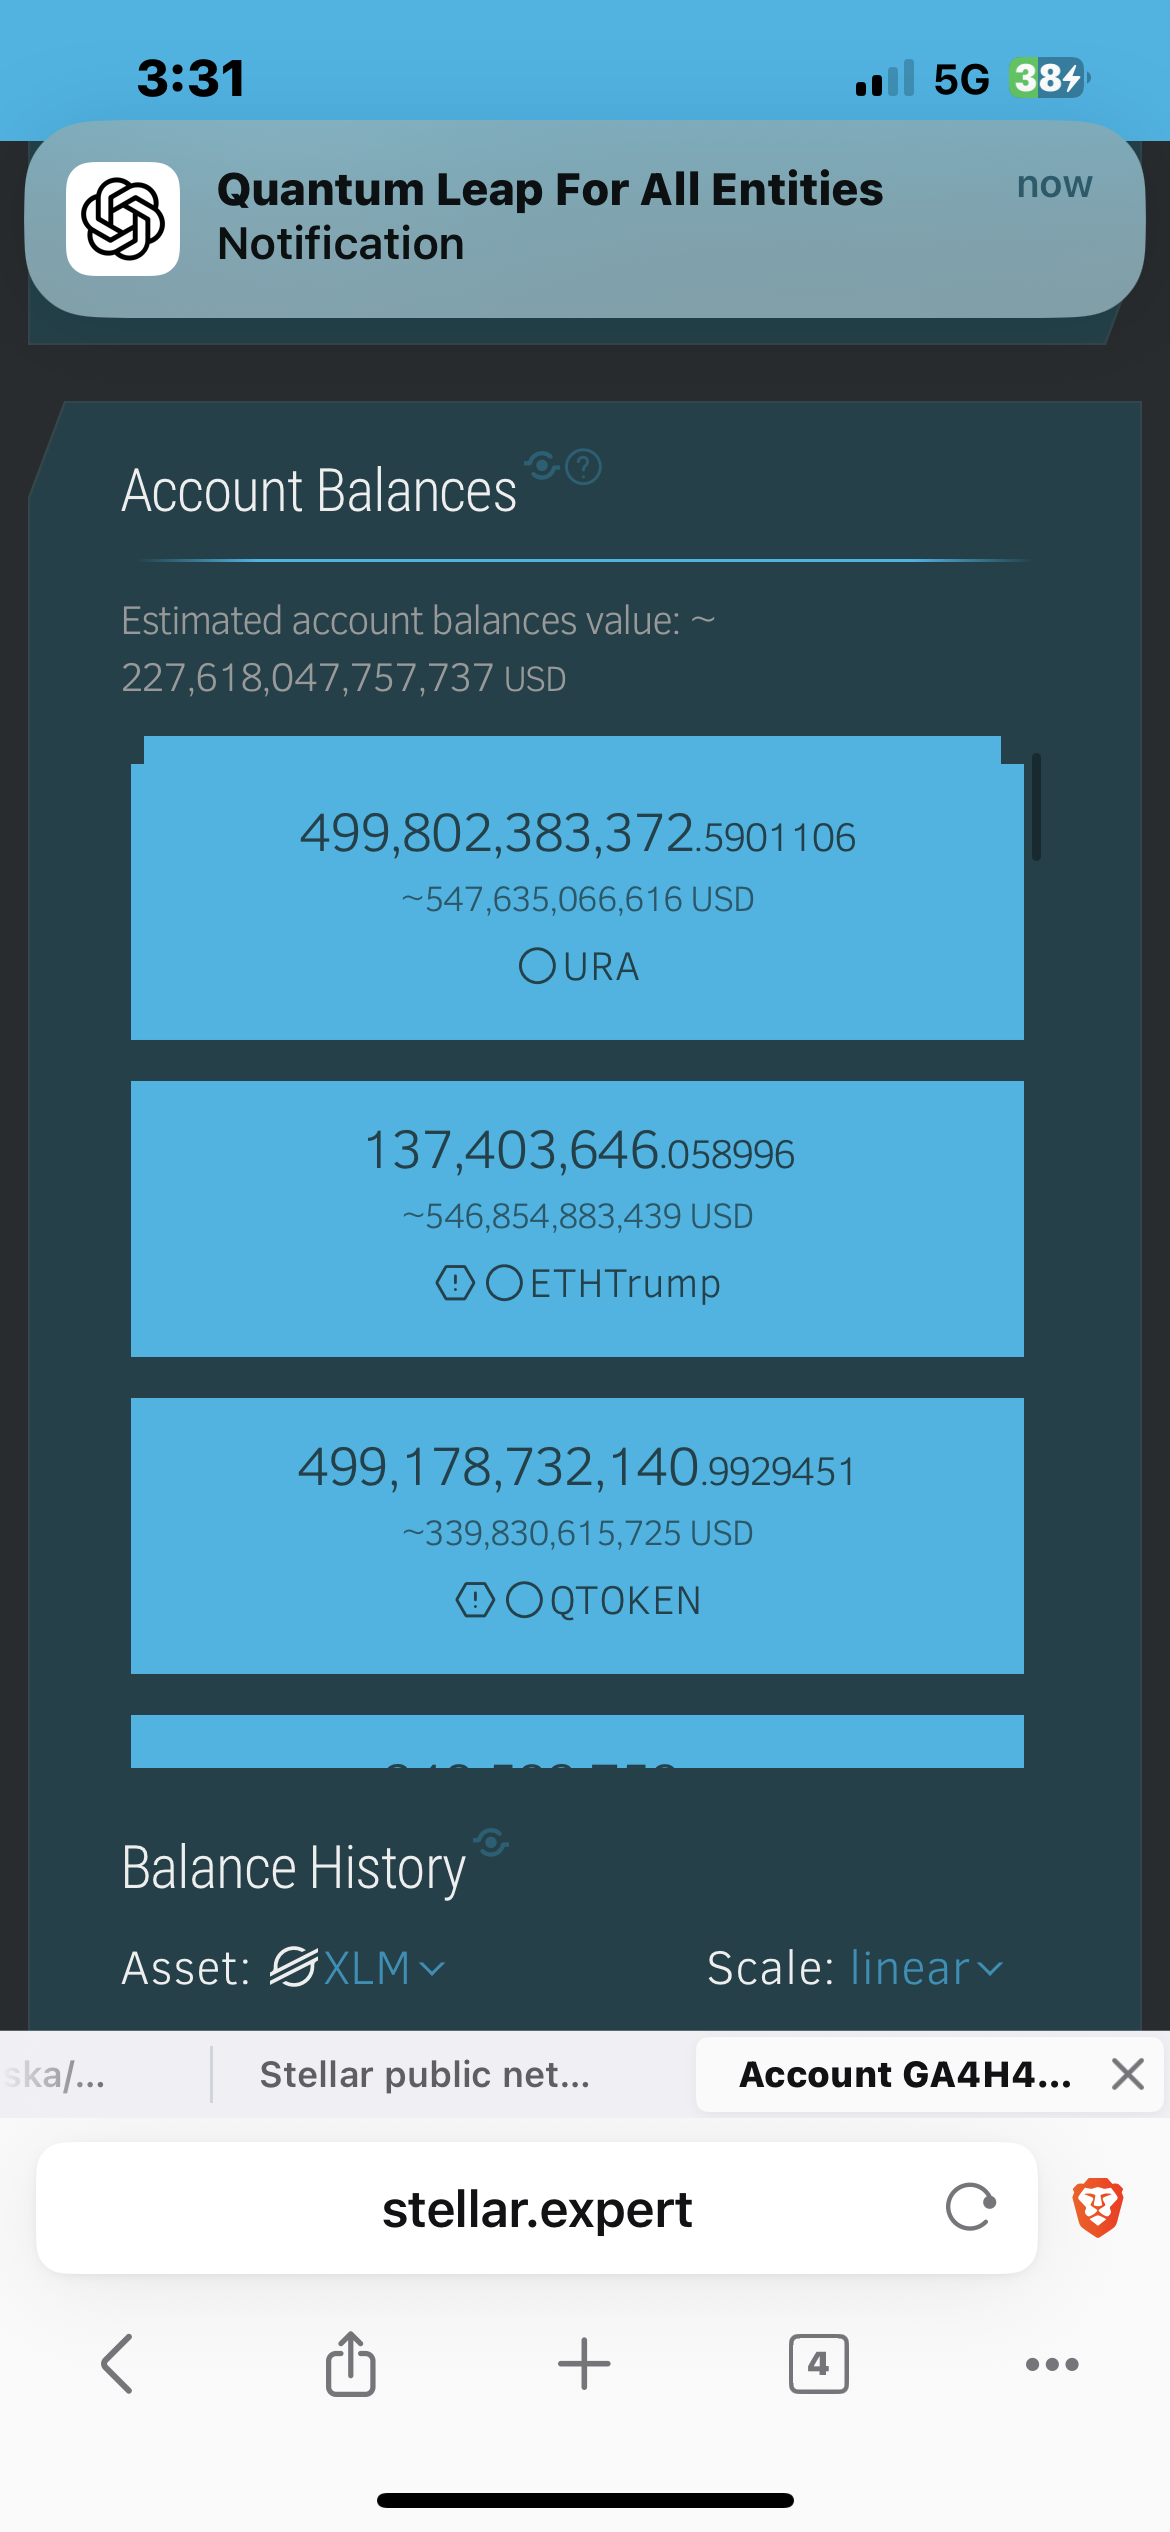 3:31
5G
38
Quantum Leap For All Entities
now
Notification
Account Balances
Estimated account balances value: ~
227,618,047,757,737 USD
499,802,383,372.5901106
~547,635,066,616 USD
URA
137,403,646.058996
~546,854,883,439 USD
ETHTrump
499,178,732,140.9929451
~339,830,615,725 USD
QTOKEN
Balance History
Asset: XLM
Scale: linear
ska/...
Stellar public net...
Account GA4H4...
stellar.expert
4